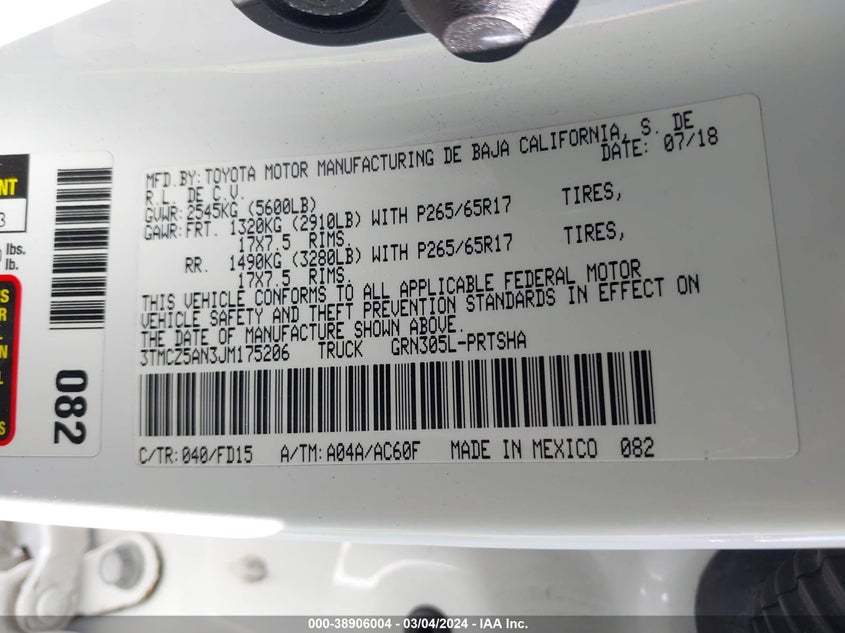 MFD.BY: TOYOTA MOTOR MANUFACTURING DE BAJA CALIFORNIA, S. DE
R.L. DE C.V. DATE: 07/18
GVWR: 2545KG (5600LB)
GAWR: FRT. 1320KG (2910LB) WITH P265/65R17 TIRES,
17X7.5 RIMS.
RR. 1490KG (3280LB) WITH P265/65R17 TIRES,
17X7.5 RIMS.
THIS VEHICLE CONFORMS TO ALL APPLICABLE FEDERAL MOTOR
VEHICLE SAFETY AND THEFT PREVENTION STANDARDS IN EFFECT ON
THE DATE OF MANUFACTURE SHOWN ABOVE.
3TMCZ5AN3JM175206 TRUCK GRN305L-PRTSHA
C/TR: 040/FD15 A/TM: A04A/AC60F MADE IN MEXICO 082
lbs.
lb.
082
000-38906004 — 03/04/2024 — IAA Inc.